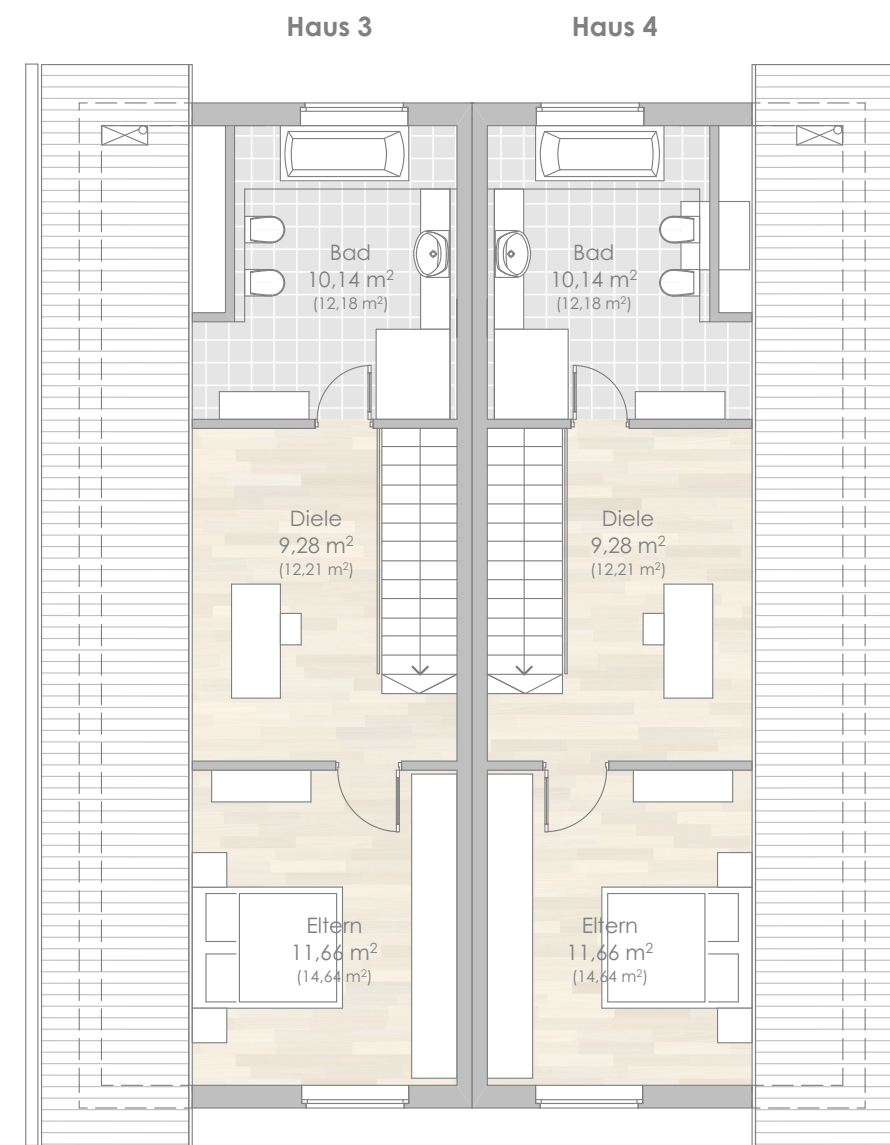 Haus 3
Haus 4
Bad
10,14 m²
(12,18 m²)
Bad
10,14 m²
(12,18 m²)
Diele
9,28 m²
(12,21 m²)
Diele
9,28 m²
(12,21 m²)
Eltern
11,66 m²
(14,64 m²)
Eltern
11,66 m²
(14,64 m²)